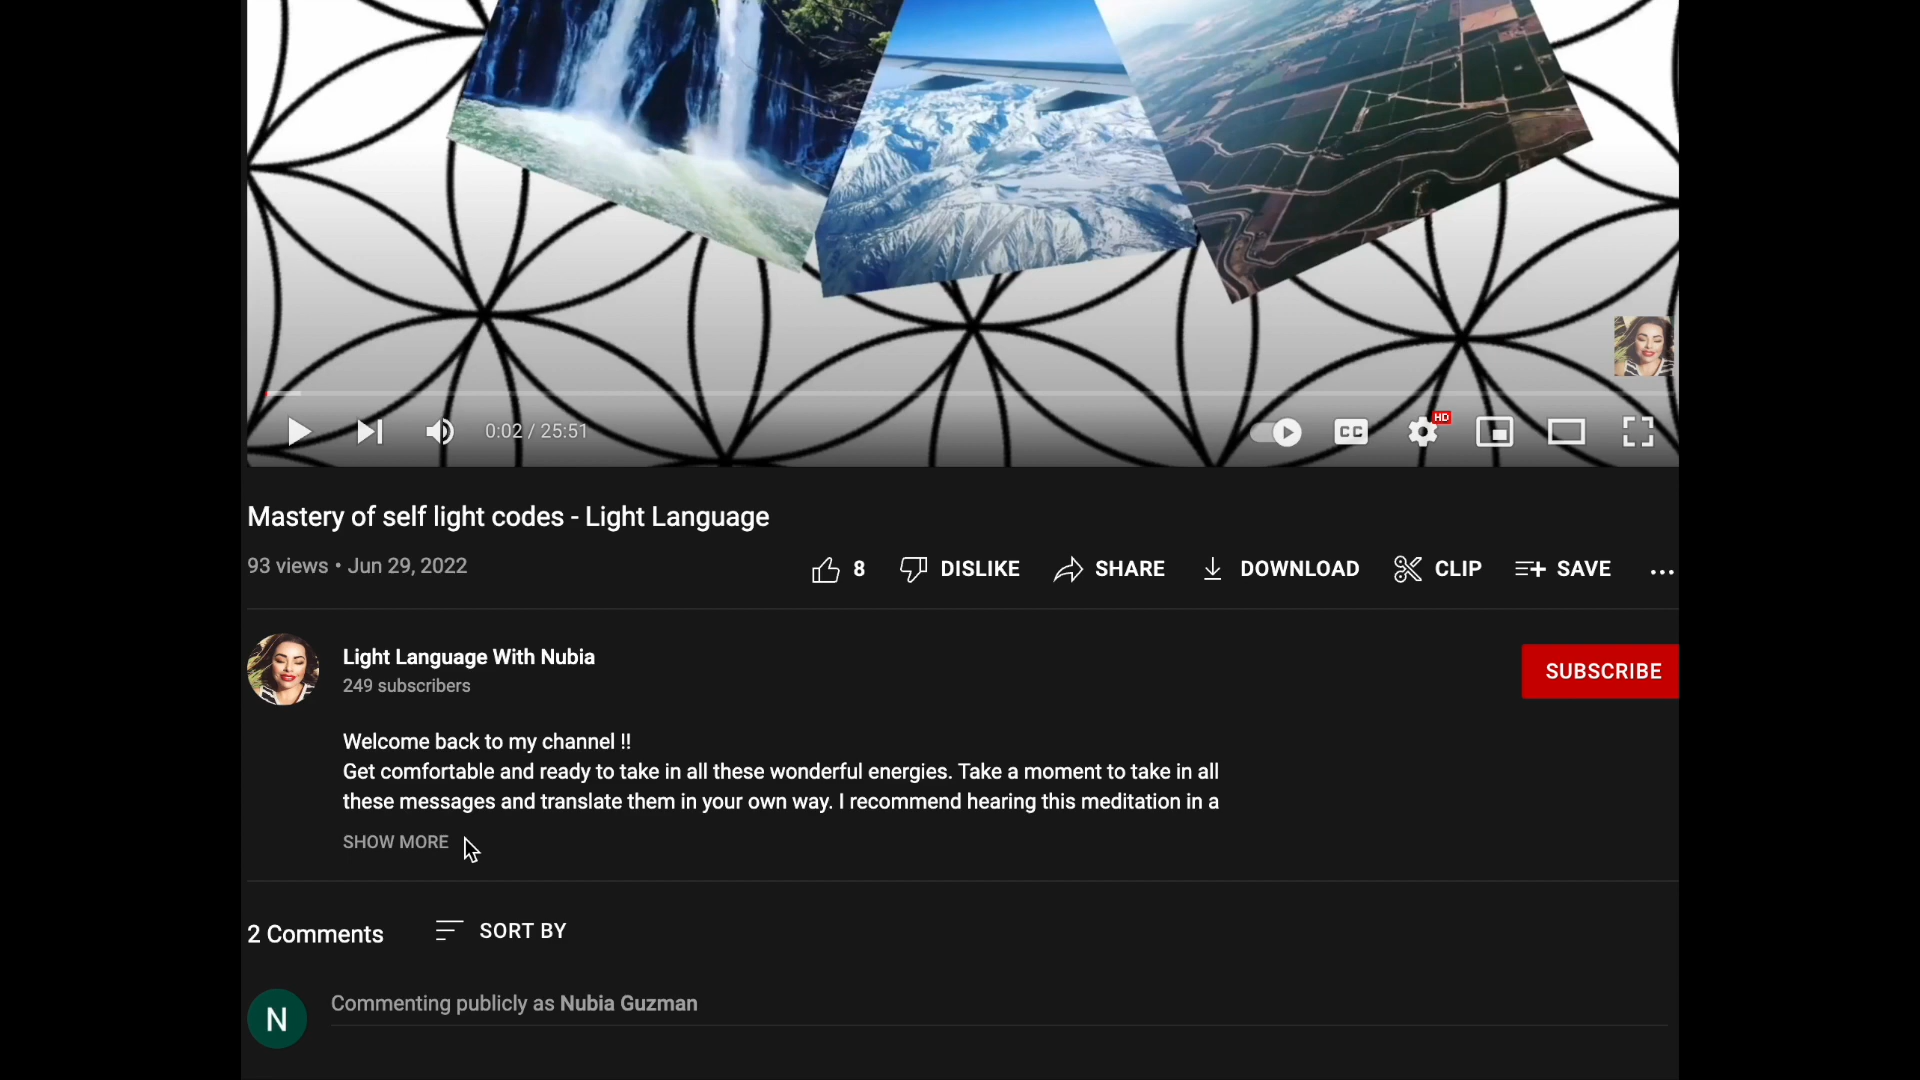 HD
0:02 / 25:51
CC
Mastery of self light codes - Light Language
93 views • Jun 29, 2022
8 DISLIKE SHARE DOWNLOAD CLIP SAVE ...
Light Language With Nubia
249 subscribers
SUBSCRIBE
Welcome back to my channel !!
Get comfortable and ready to take in all these wonderful energies. Take a moment to take in all
these messages and translate them in your own way. I recommend hearing this meditation in a
SHOW MORE
2 Comments SORT BY
N
Commenting publicly as Nubia Guzman